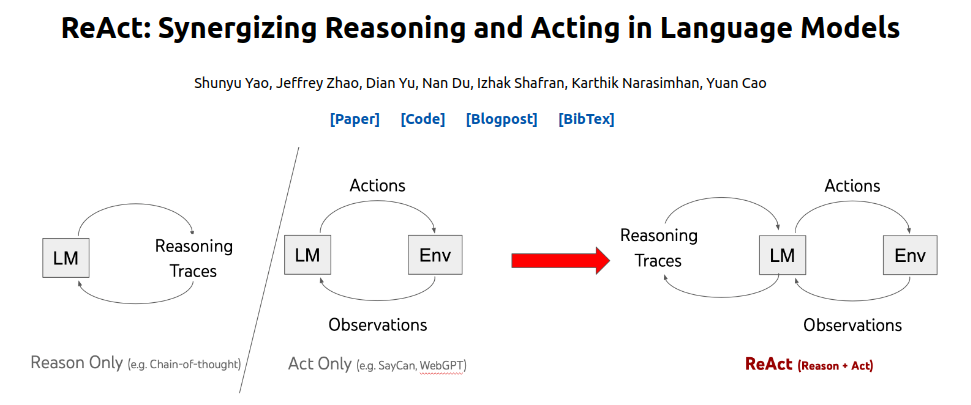 ReAct: Synergizing Reasoning and Acting in Language Models
Shunyu Yao, Jeffrey Zhao, Dian Yu, Nan Du, Izhak Shafran, Karthik Narasimhan, Yuan Cao
[Paper] [Code] [Blogpost] [BibTex]
LM
Reasoning
Traces
Reason Only (e.g. Chain-of-thought)
Actions
LM
Env
Observations
Act Only (e.g. SayCan, WebGPT)
Reasoning
Traces
Actions
LM
Env
Observations
ReAct (Reason + Act)